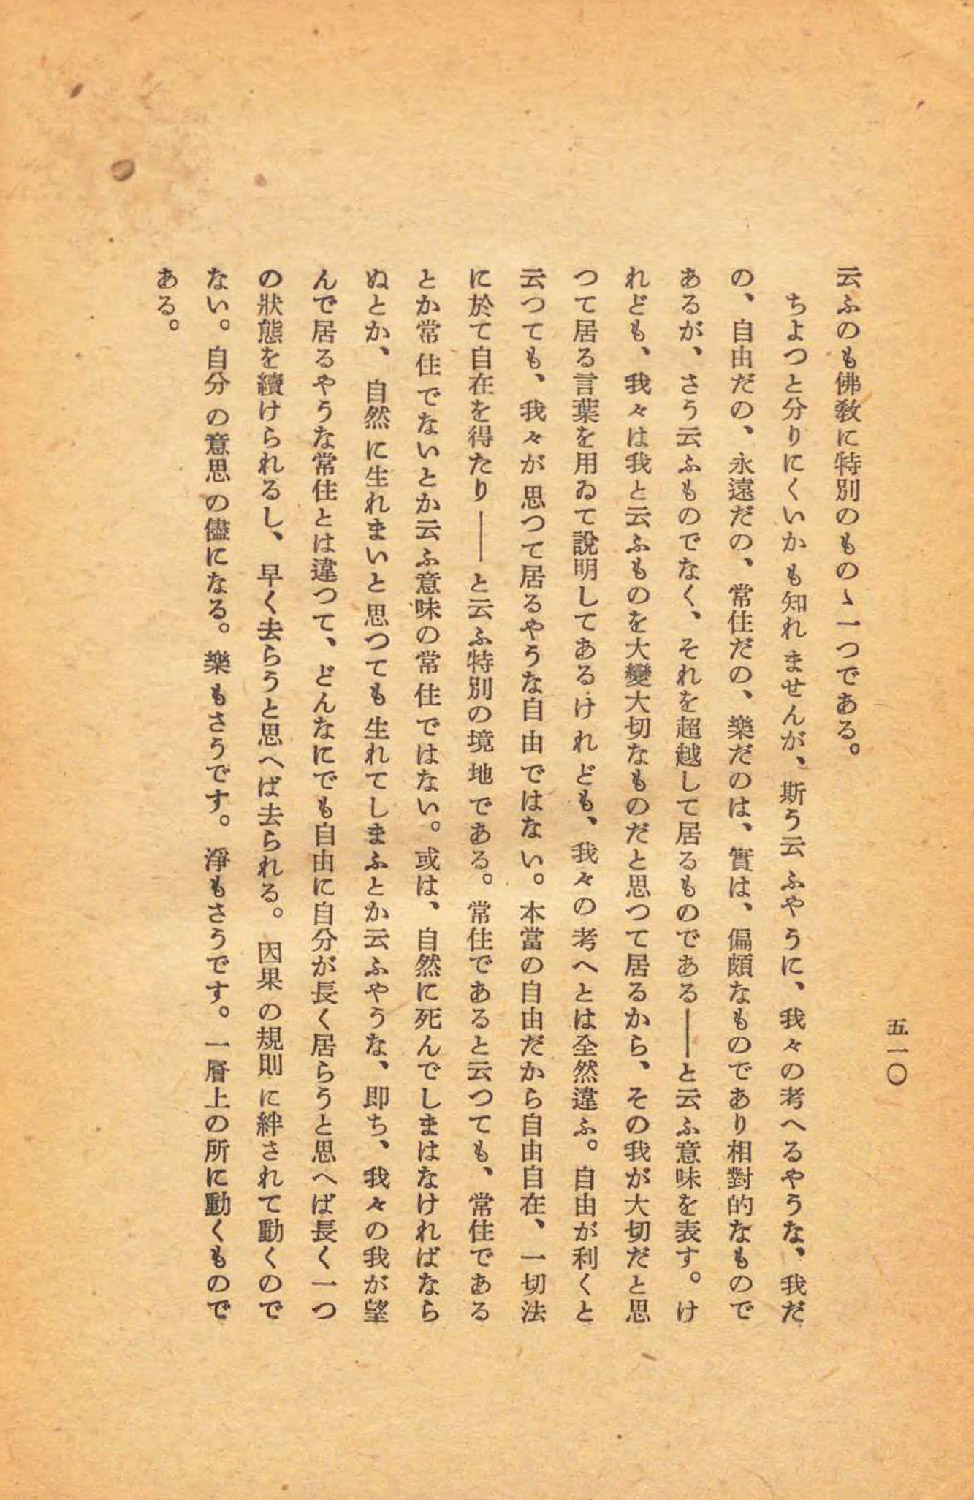 五一〇
云ふのも佛敎に特別のものゝ一つである。
ちよつと分りにくいかも知れませんが、斯う云ふやうに、我々の考へるやうな、我だ
の、自由だの、永遠だの、常住だの、樂だのは、實は、偏頗なものであり相對的なもので
あるが、さう云ふものでなく、それを超越して居るものである——と云ふ意味を表す。け
れども、我々は我と云ふものを大變大切なものだと思つて居るから、その我が大切だと思
つて居る言葉を用ゐて說明してあるけれども、我々の考へとは全然違ふ。自由が利くと
云つても、我々が思つて居るやうな自由ではない。本當の自由だから自由自在、一切法
に於て自在を得たり——と云ふ特別の境地である。常住であると云つても、常住である
とか常住でないとか云ふ意味の常住ではない。或は、自然に死んでしまはなければなら
ぬとか、自然に生れまいと思つても生れてしまふとか云ふやうな、卽ち、我々の我が望
んで居るやうな常住とは違つて、どんなにでも自由に自分が長く居らうと思へば長く一つ
の狀態を續けられるし、早く去らうと思へば去られる。因果の規則に絆されて動くので
ない。自分の意思の儘になる。樂もさうです。淨もさうです。一層上の所に動くもので
ある。